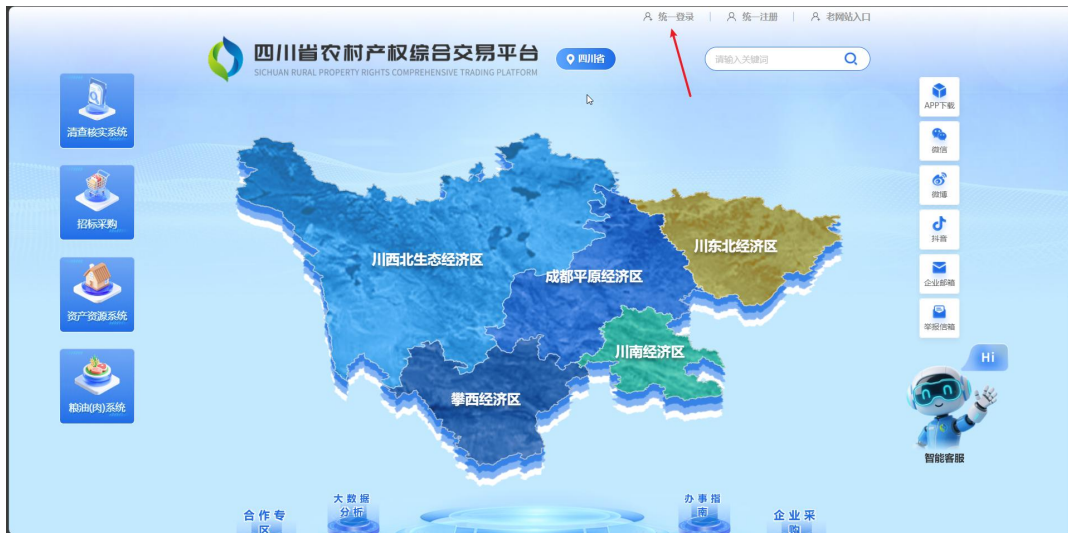 统一登录
统一注册
老网站入口
四川省农村产权综合交易平台
SICHUAN RURAL PROPERTY RIGHTS COMPREHENSIVE TRADING PLATFORM
四川省
请输入关键词
清查核实系统
招标采购
资产资源系统
粮油(肉)系统
川西北生态经济区
成都平原经济区
川东北经济区
川南经济区
攀西经济区
APP下载
微信
微博
抖音
企业邮箱
举报信箱
Hi
智能客服
合作专
区
大数据
分析
办事指
南
企业采
购